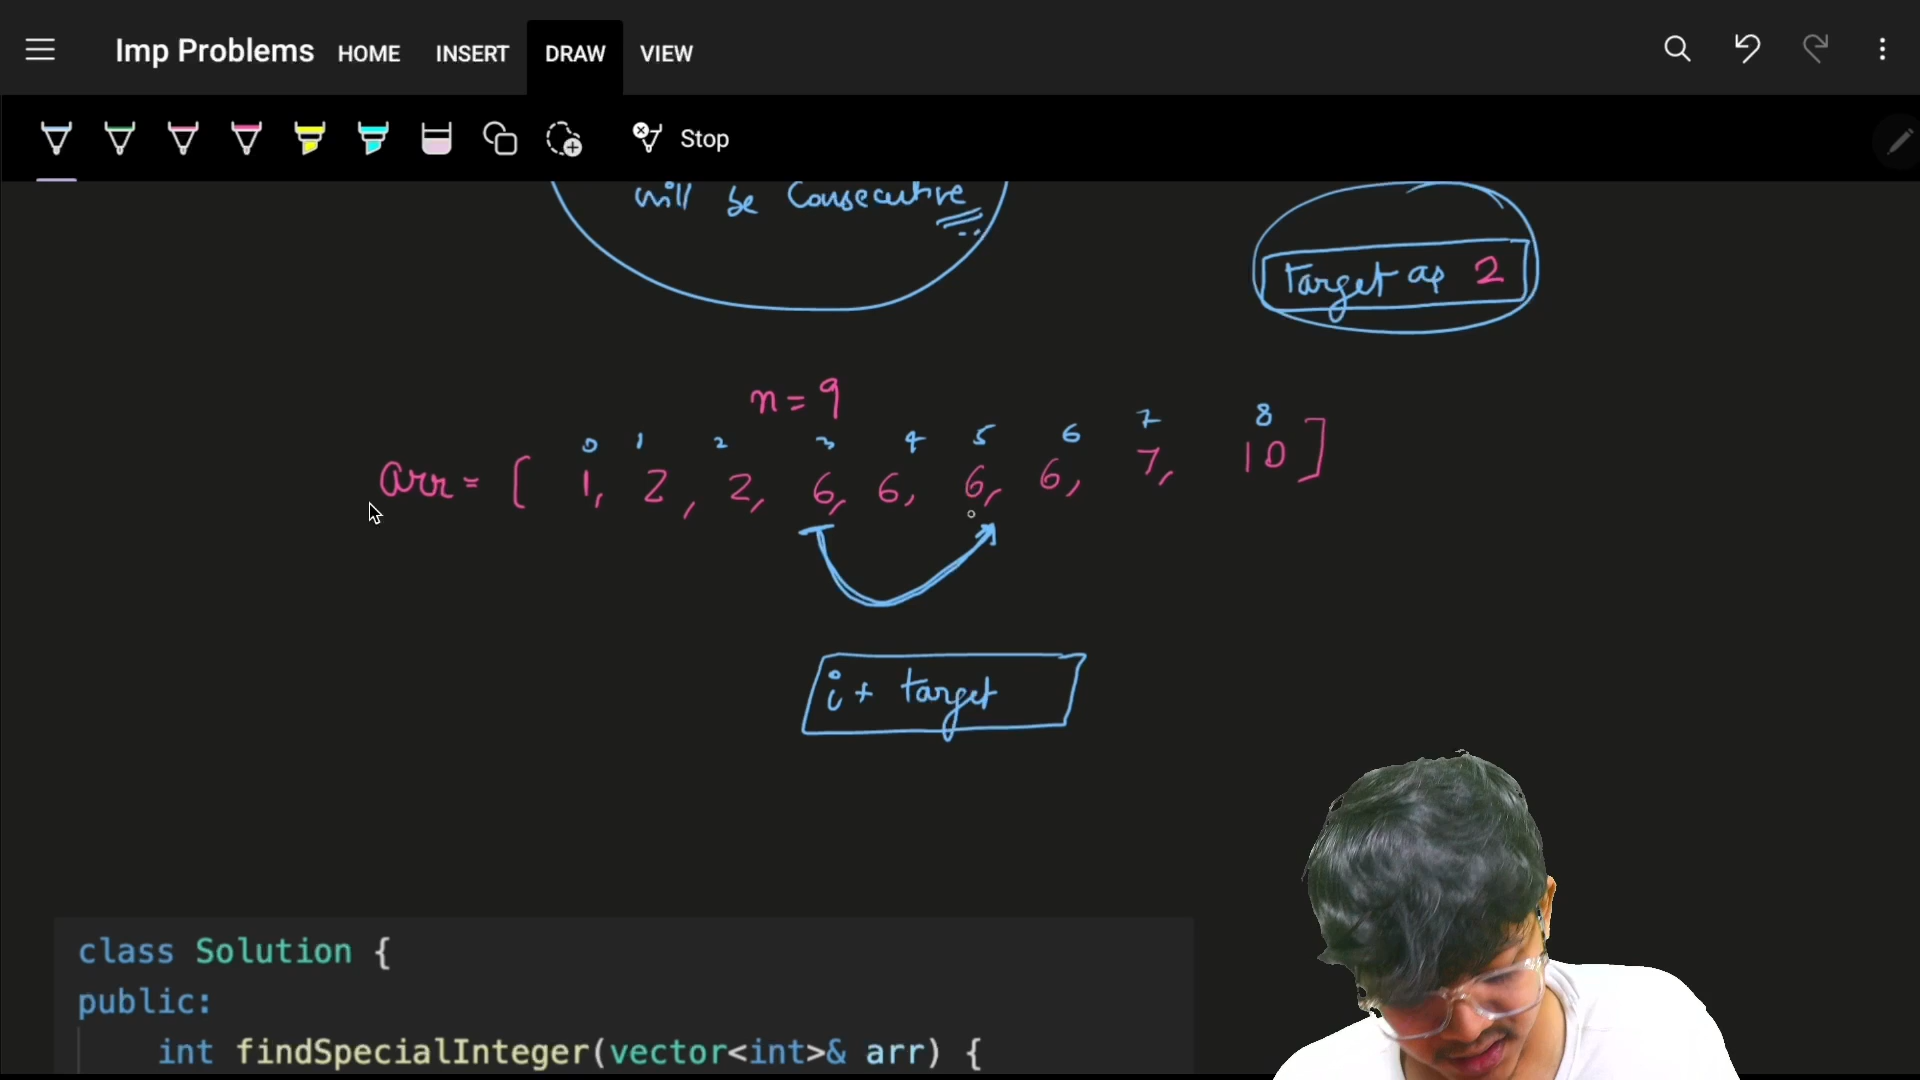 Imp Problems HOME INSERT DRAW VIEW
Stop
will be Consecutive
Target as 2
n = 9
0 1 2 3 4 5 6 7 8
arr = [ 1, 2, 2, 6, 6, 6, 6, 7, 10 ]
i + target
class Solution {
public:
int findSpecialInteger(vector<int>& arr) {